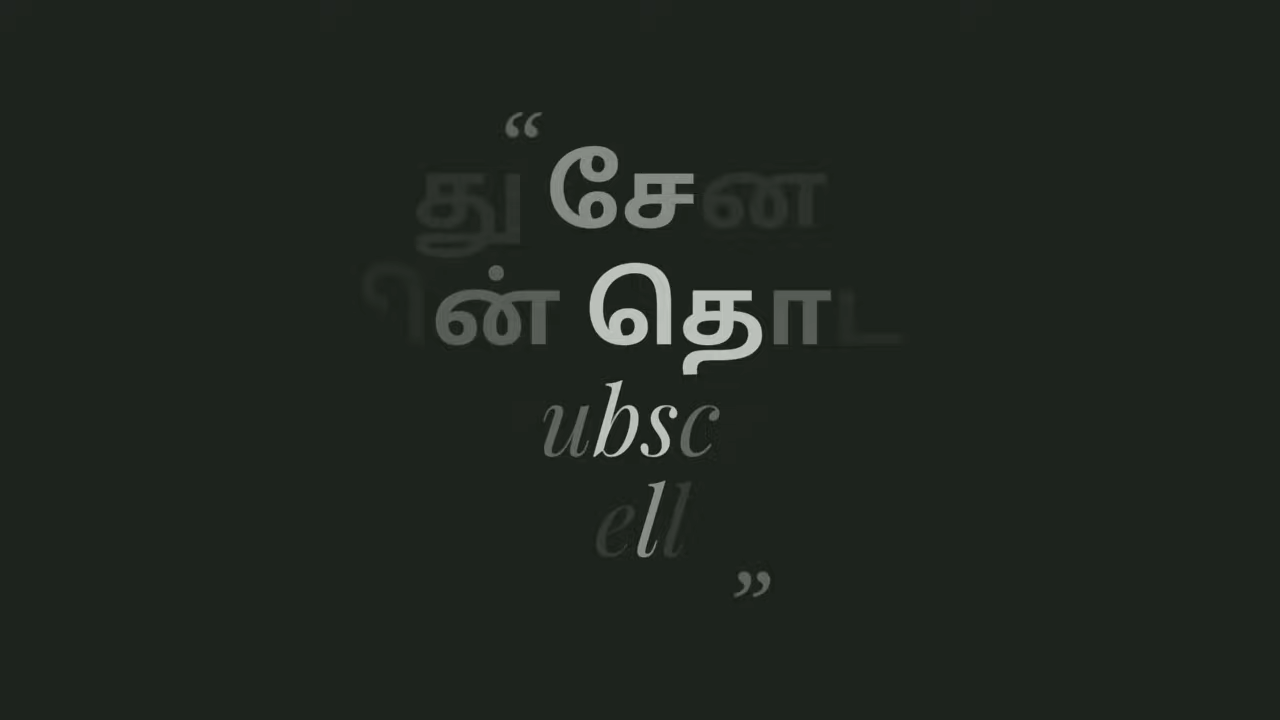 “
து சேன
ின் தொட
ubsc
ell
”